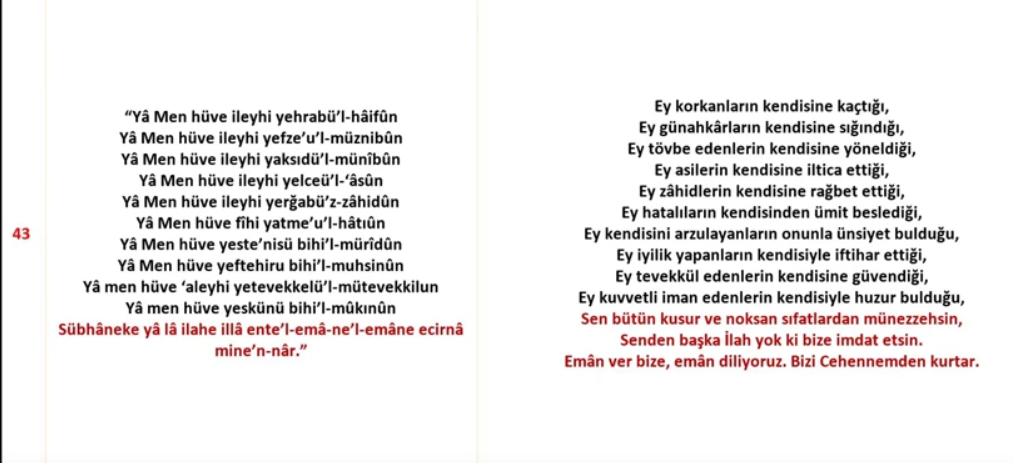 43
“Yâ Men hüve ileyhi yehrabü’l-hâifûn
Yâ Men hüve ileyhi yefze’u’l-müznibûn
Yâ Men hüve ileyhi yaksıdü’l-münîbûn
Yâ Men hüve ileyhi yelceü’l-‘âsûn
Yâ Men hüve ileyhi yerğabü’z-zâhidûn
Yâ Men hüve fîhi yatme’u’l-hâtıûn
Yâ Men hüve yeste’nisü bihi’l-mürîdûn
Yâ Men hüve yeftehiru bihi’l-muhsinûn
Yâ men hüve ‘aleyhi yetevekkelü’l-mütevekkilun
Yâ men hüve yeskünü bihi’l-mûkınûn
Sübhâneke yâ lâ ilahe illâ ente’l-emâ-ne’l-emâne ecirnâ
mine’n-nâr.”
Ey korkanların kendisine kaçtığı,
Ey günahkârların kendisine sığındığı,
Ey tövbe edenlerin kendisine yöneldiği,
Ey asilerin kendisine iltica ettiği,
Ey zâhidlerin kendisine rağbet ettiği,
Ey hatalıların kendisinden ümit beslediği,
Ey kendisini arzulayanların onunla ünsiyet bulduğu,
Ey iyilik yapanların kendisiyle iftihar ettiği,
Ey tevekkül edenlerin kendisine güvendiği,
Ey kuvvetli iman edenlerin kendisiyle huzur bulduğu,
Sen bütün kusur ve noksan sıfatlardan münezzehsin,
Senden başka İlah yok ki bize imdat etsin.
Emân ver bize, emân diliyoruz. Bizi Cehennemden kurtar.